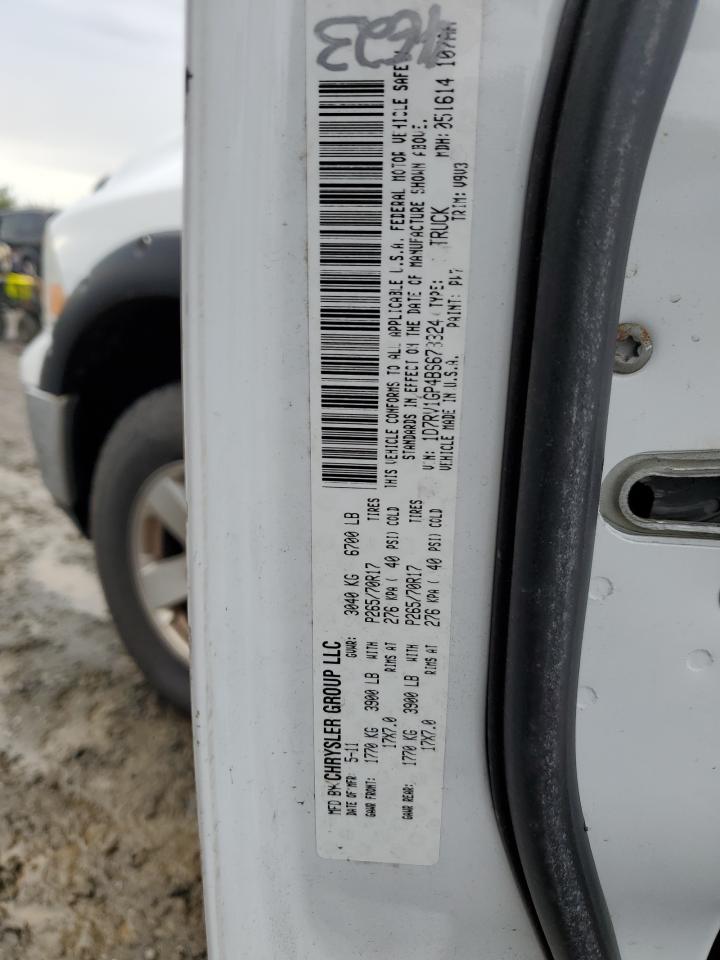 4623
MFD BY CHRYSLER GROUP LLC
DATE OF MFR: 5-11 GVWR: 3040 KG 6700 LB
GAWR FRONT: 1770 KG 3900 LB WITH P265/70R17 TIRES
17X7.0 RIMS AT 276 KPA ( 40 PSI) COLD
GAWR REAR: 1770 KG 3900 LB WITH P265/70R17 TIRES
17X7.0 RIMS AT 276 KPA ( 40 PSI) COLD
THIS VEHICLE CONFORMS TO ALL APPLICABLE U.S.A. FEDERAL MOTOR VEHICLE SAFETY
STANDARDS IN EFFECT ON THE DATE OF MANUFACTURE SHOWN ABOVE.
VIN: 1D7RV1GP4BS673324 TYPE: TRUCK MDH: 051614 107AA
VEHICLE MADE IN U.S.A. PAINT: PW7 TRIM: V9V3